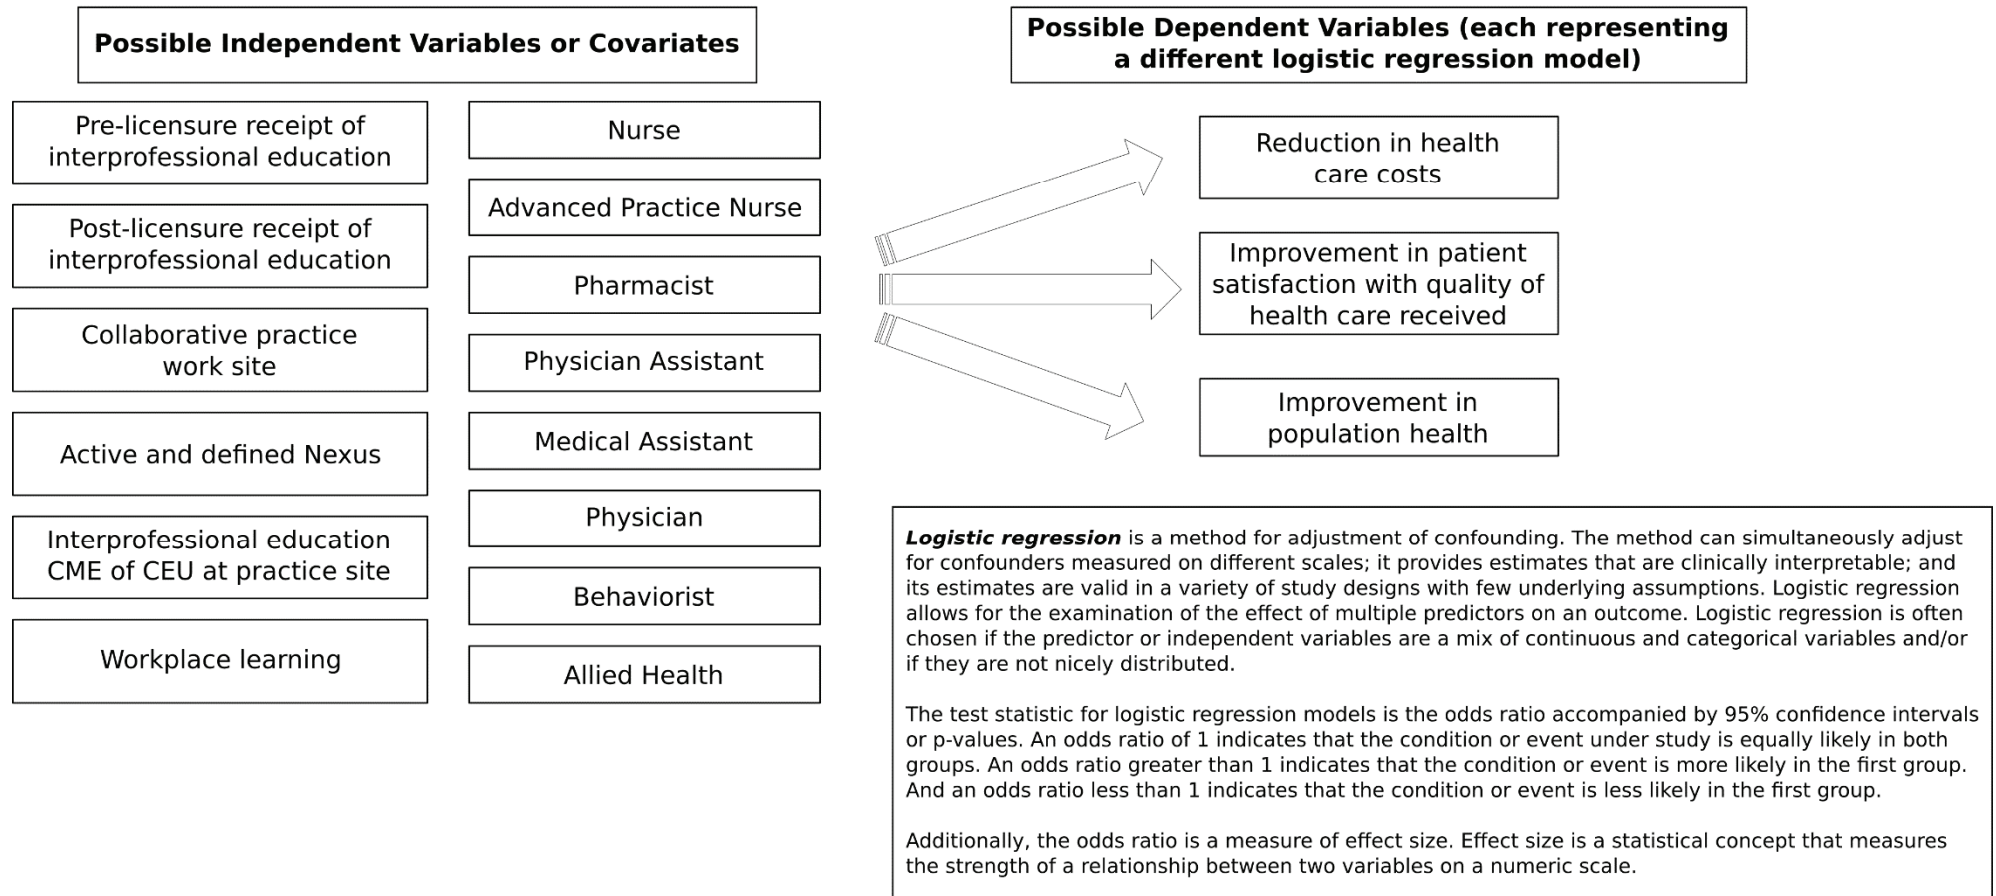 Possible Independent Variables or Covariates
Pre-licensure receipt of
interprofessional education
Post-licensure receipt of
interprofessional education
Collaborative practice
work site
Active and defined Nexus
Interprofessional education
CME of CEU at practice site
Workplace learning
Nurse
Advanced Practice Nurse
Pharmacist
Physician Assistant
Medical Assistant
Physician
Behaviorist
Allied Health
Possible Dependent Variables (each representing
a different logistic regression model)
Reduction in health
care costs
Improvement in patient
satisfaction with quality of
health care received
Improvement in
population health
Logistic regression is a method for adjustment of confounding. The method can simultaneously adjust
for confounders measured on different scales; it provides estimates that are clinically interpretable; and
its estimates are valid in a variety of study designs with few underlying assumptions. Logistic regression
allows for the examination of the effect of multiple predictors on an outcome. Logistic regression is often
chosen if the predictor or independent variables are a mix of continuous and categorical variables and/or
if they are not nicely distributed.
The test statistic for logistic regression models is the odds ratio accompanied by 95% confidence intervals
or p-values. An odds ratio of 1 indicates that the condition or event under study is equally likely in both
groups. An odds ratio greater than 1 indicates that the condition or event is more likely in the first group.
And an odds ratio less than 1 indicates that the condition or event is less likely in the first group.
Additionally, the odds ratio is a measure of effect size. Effect size is a statistical concept that measures
the strength of a relationship between two variables on a numeric scale.